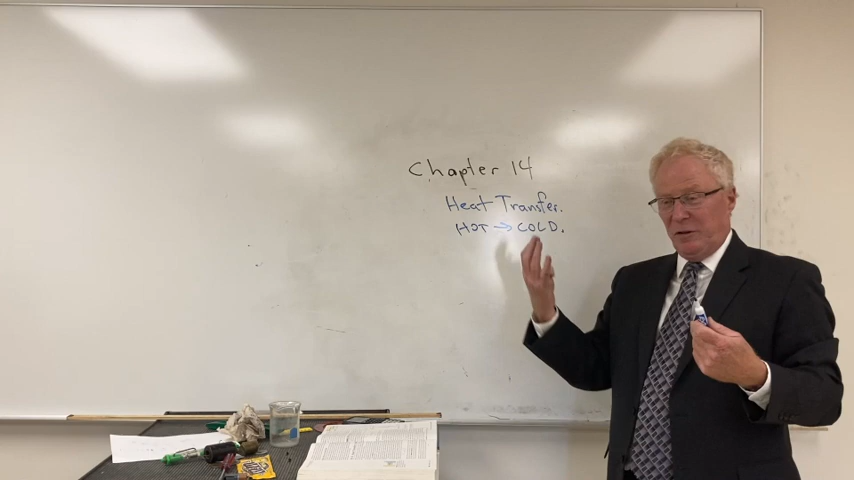 Chapter 14
Heat Transfer.
HOT → COLD.